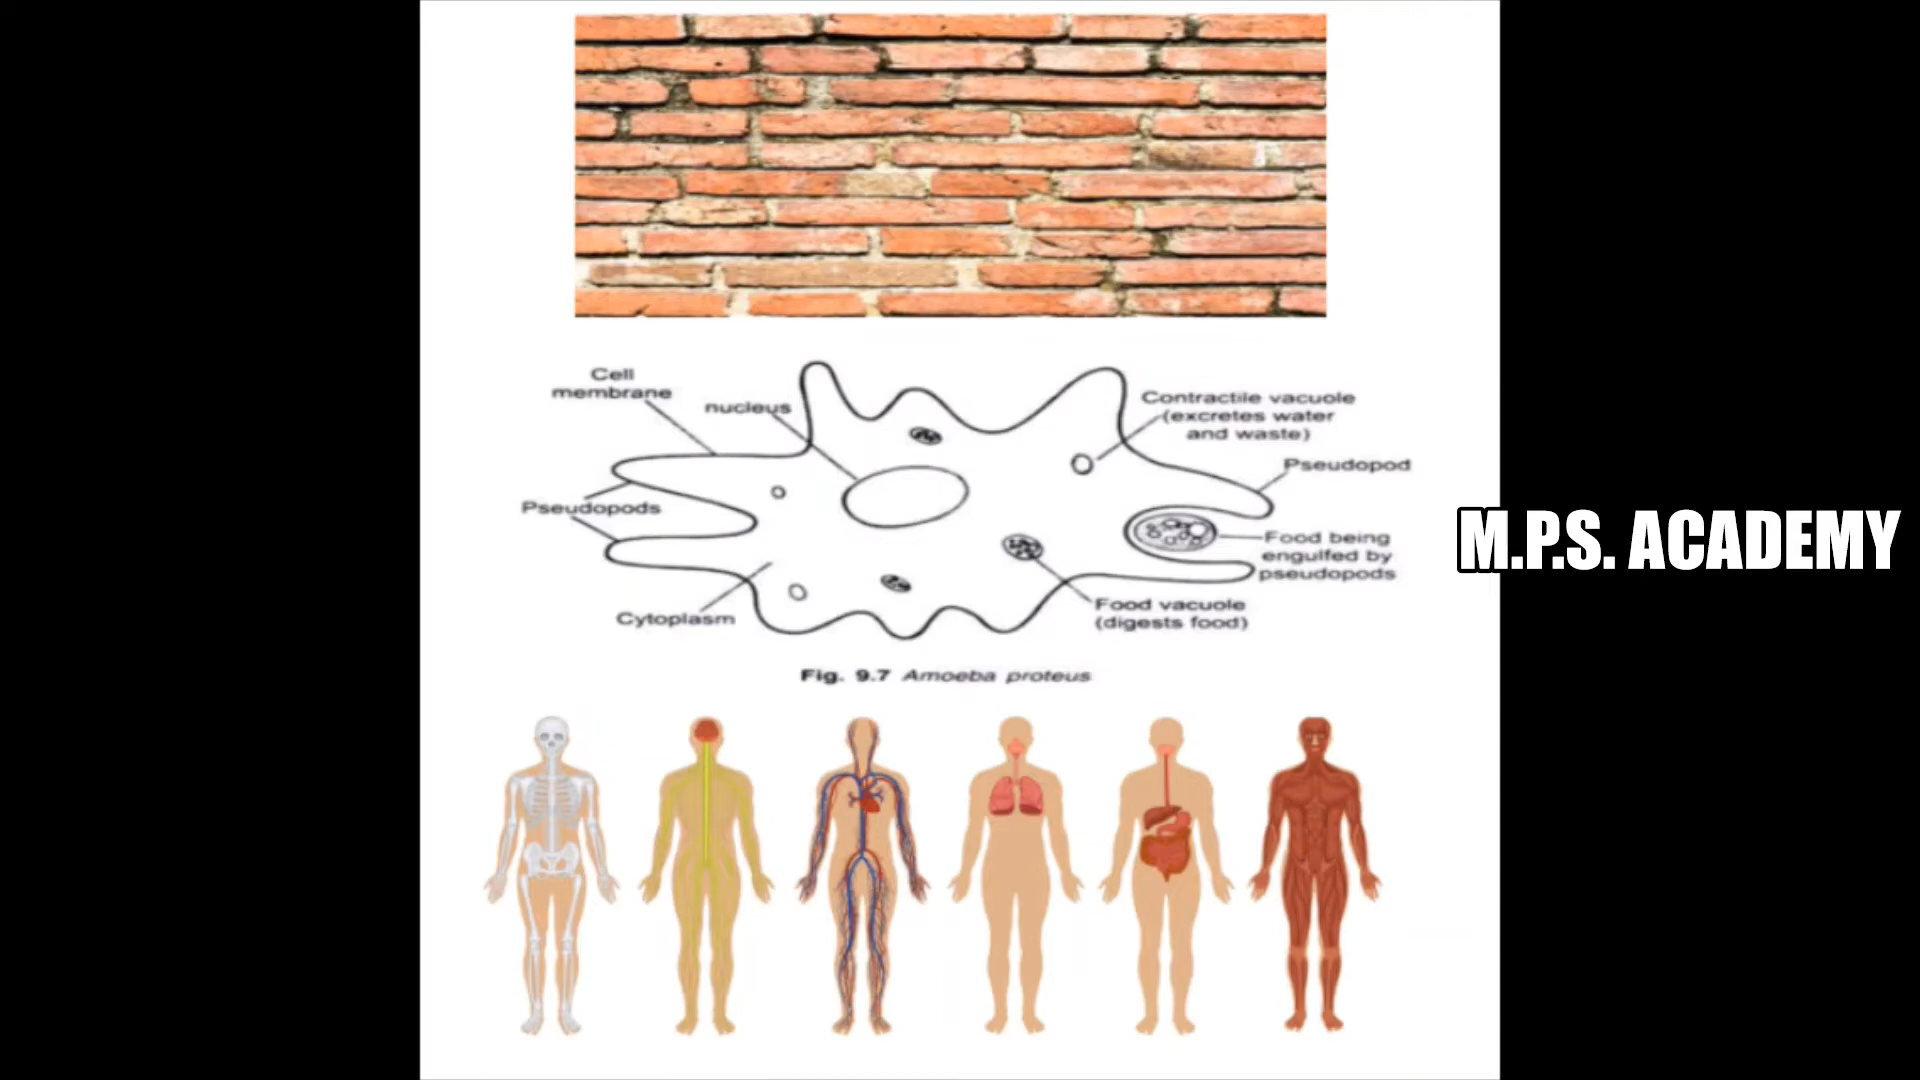 Cell
membrane
nucleus
Contractile vacuole
(excretes water
and waste)
Pseudopod
Pseudopods
Food being
engulfed by
pseudopods
Cytoplasm
Food vacuole
(digests food)
Fig. 9.7 Amoeba proteus
M.P.S. ACADEMY